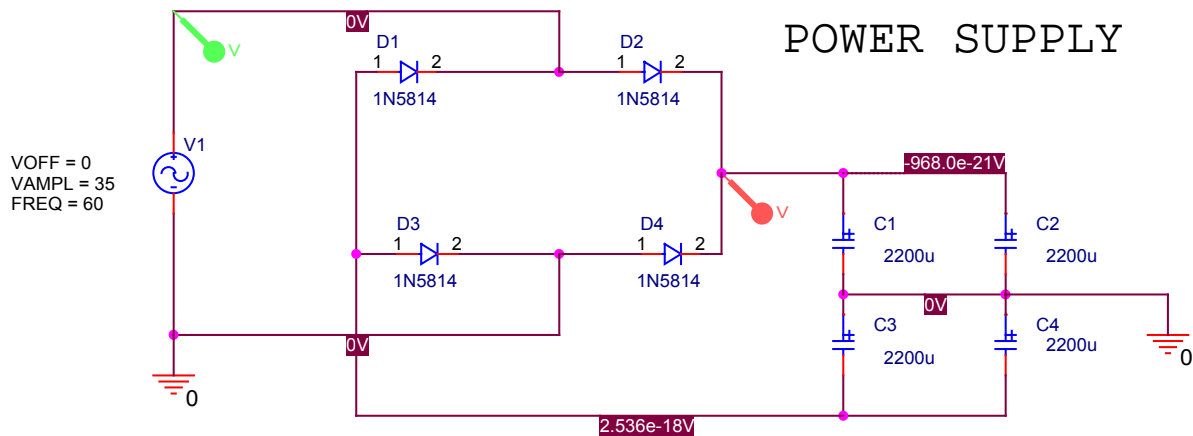 POWER SUPPLY
0V
V
D1
D2
1 2
1 2
1N5814
1N5814
V1
VOFF = 0
VAMPL = 35
FREQ = 60
-968.0e-21V
V
D3
D4
1 2
1 2
1N5814
1N5814
C1
C2
2200u
2200u
0V
0V
C3
C4
2200u
2200u
0
0
2.536e-18V